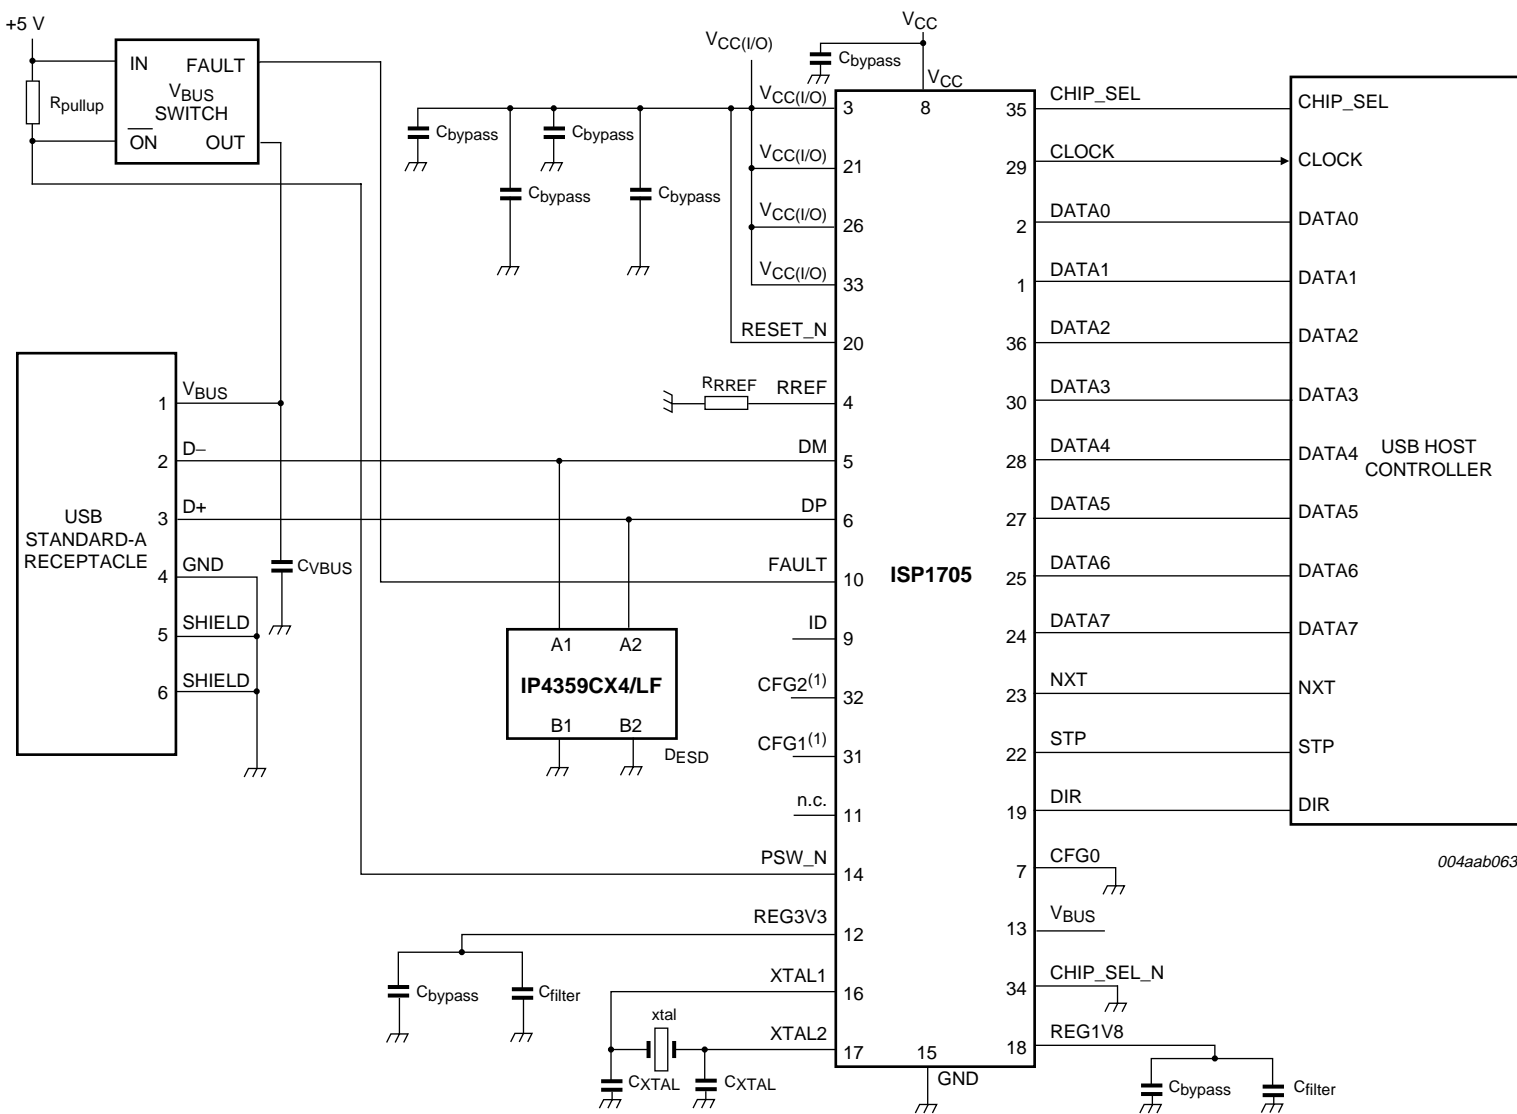 +5 V
IN
FAULT
VBUS
SWITCH
ON
OUT
Rpullup
VCC(I/O)
VCC
Cbypass
VCC
8
VCC(I/O)
3
Cbypass
Cbypass
Cbypass
Cbypass
VCC(I/O)
21
VCC(I/O)
26
VCC(I/O)
33
RESET_N
20
RRREF
RREF
4
DM
5
DP
6
FAULT
10
ID
9
CFG2(1)
32
CFG1(1)
31
n.c.
11
PSW_N
14
REG3V3
12
Cbypass
Cfilter
XTAL1
16
xtal
XTAL2
17
CXTAL
CXTAL
15
GND
ISP1705
USB
STANDARD-A
RECEPTACLE
1
VBUS
2
D–
3
D+
4
GND
5
SHIELD
6
SHIELD
CVBUS
A1
A2
IP4359CX4/LF
B1
B2
DESD
35
CHIP_SEL
CHIP_SEL
29
CLOCK
CLOCK
2
DATA0
DATA0
1
DATA1
DATA1
36
DATA2
DATA2
30
DATA3
DATA3
28
DATA4
DATA4
27
DATA5
DATA5
25
DATA6
DATA6
24
DATA7
DATA7
23
NXT
NXT
22
STP
STP
19
DIR
DIR
USB HOST
CONTROLLER
7
CFG0
13
VBUS
34
CHIP_SEL_N
18
REG1V8
Cbypass
Cfilter
004aab063